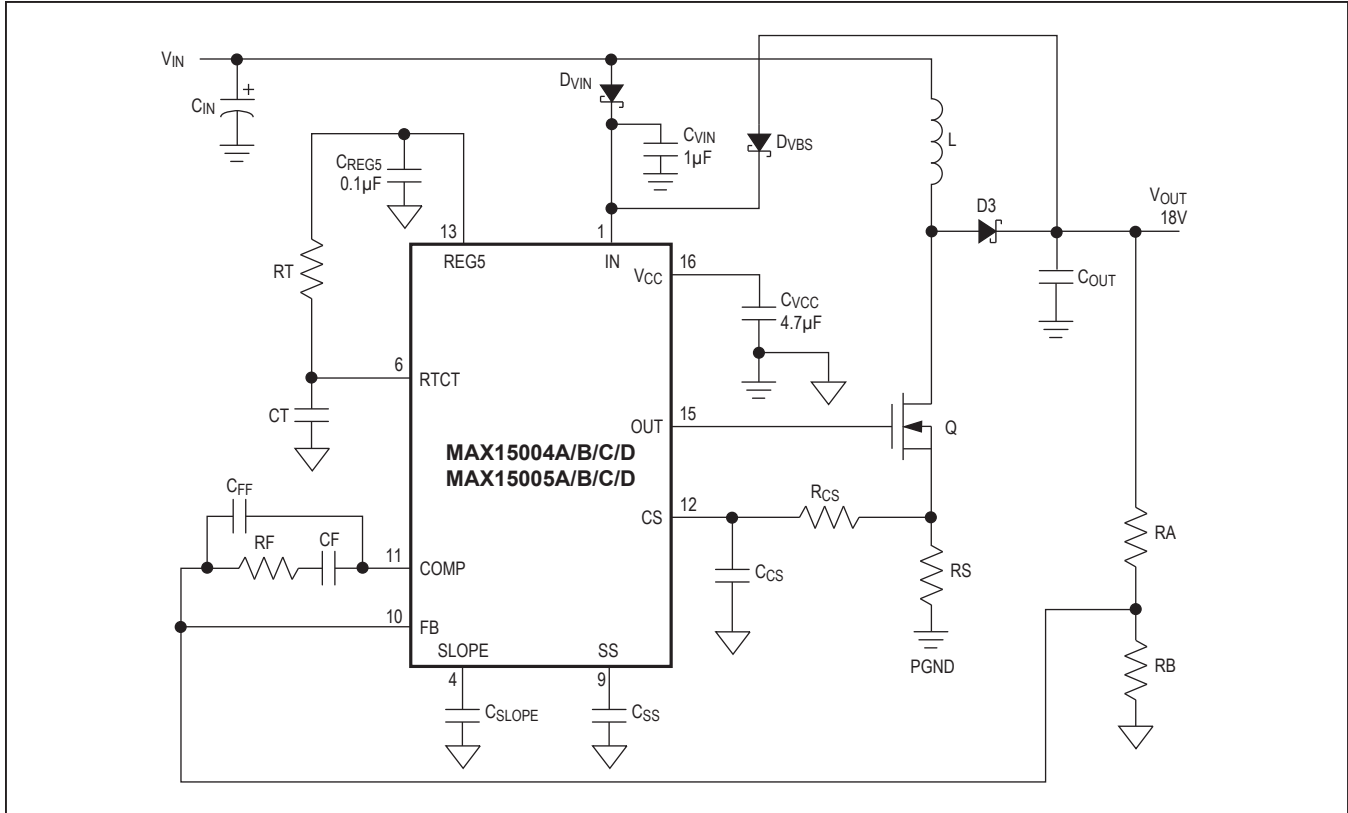 VIN
CIN
+
DVIN
CVIN
1µF
DVBS
L
CREG5
0.1µF
D3
VOUT
18V
13
1
REG5
IN
16
VCC
RT
COUT
CVCC
4.7µF
6
RTCT
CT
15
OUT
Q
MAX15004A/B/C/D
MAX15005A/B/C/D
CFF
12
CS
RCS
RF
CF
11
COMP
CCS
RS
RA
10
FB
SLOPE
SS
PGND
RB
4
9
CSLOPE
CSS